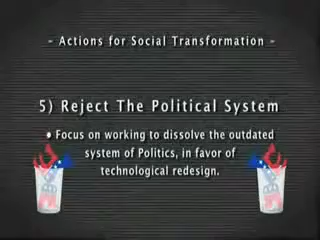 - Actions for Social Transformation -
5) Reject The Political System
• Focus on working to dissolve the outdated
system of Politics, in favor of
technological redesign.